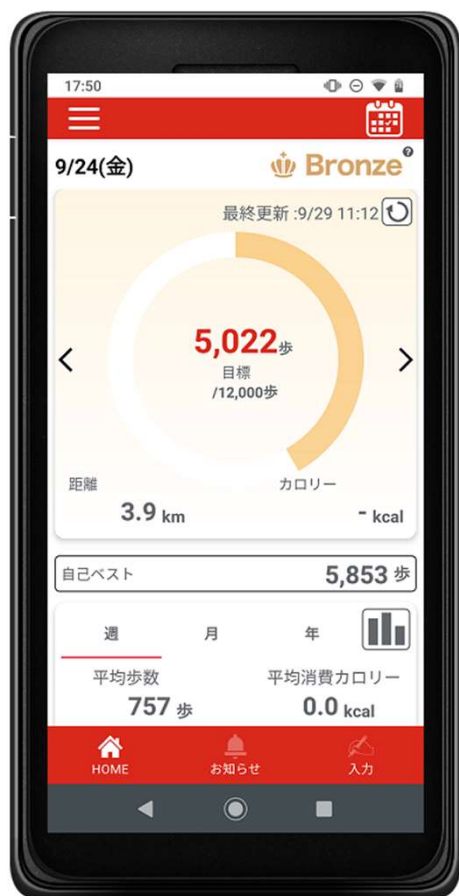 17:50
9/24(金)
Bronze
?
最終更新 :9/29 11:12
5,022歩
目標
/12,000歩
距離
カロリー
3.9 km
- kcal
自己ベスト
5,853 歩
週
月
年
平均歩数
平均消費カロリー
757 歩
0.0 kcal
HOME
お知らせ
入力